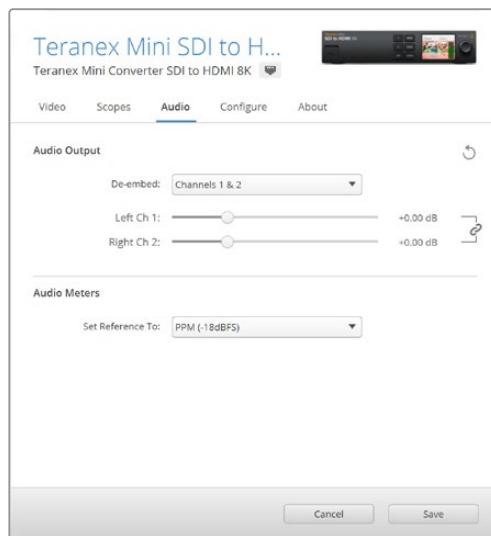 Teranex Mini SDI to H...
Teranex Mini Converter SDI to HDMI 8K
Video Scopes Audio Configure About
Audio Output
De-embed: Channels 1 & 2
Left Ch 1: +0.00 dB
Right Ch 2: +0.00 dB
Audio Meters
Set Reference To: PPM (-18dBFS)
Cancel Save